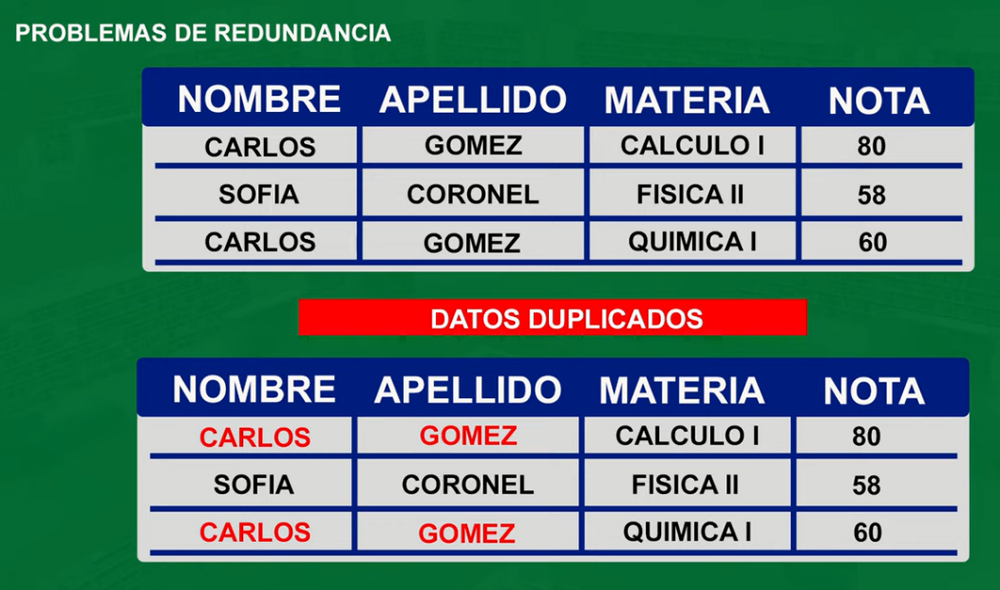 PROBLEMAS DE REDUNDANCIA
NOMBRE APELLIDO MATERIA NOTA
CARLOS GOMEZ CALCULO I 80
SOFIA CORONEL FISICA II 58
CARLOS GOMEZ QUIMICA I 60
DATOS DUPLICADOS
NOMBRE APELLIDO MATERIA NOTA
CARLOS GOMEZ CALCULO I 80
SOFIA CORONEL FISICA II 58
CARLOS GOMEZ QUIMICA I 60